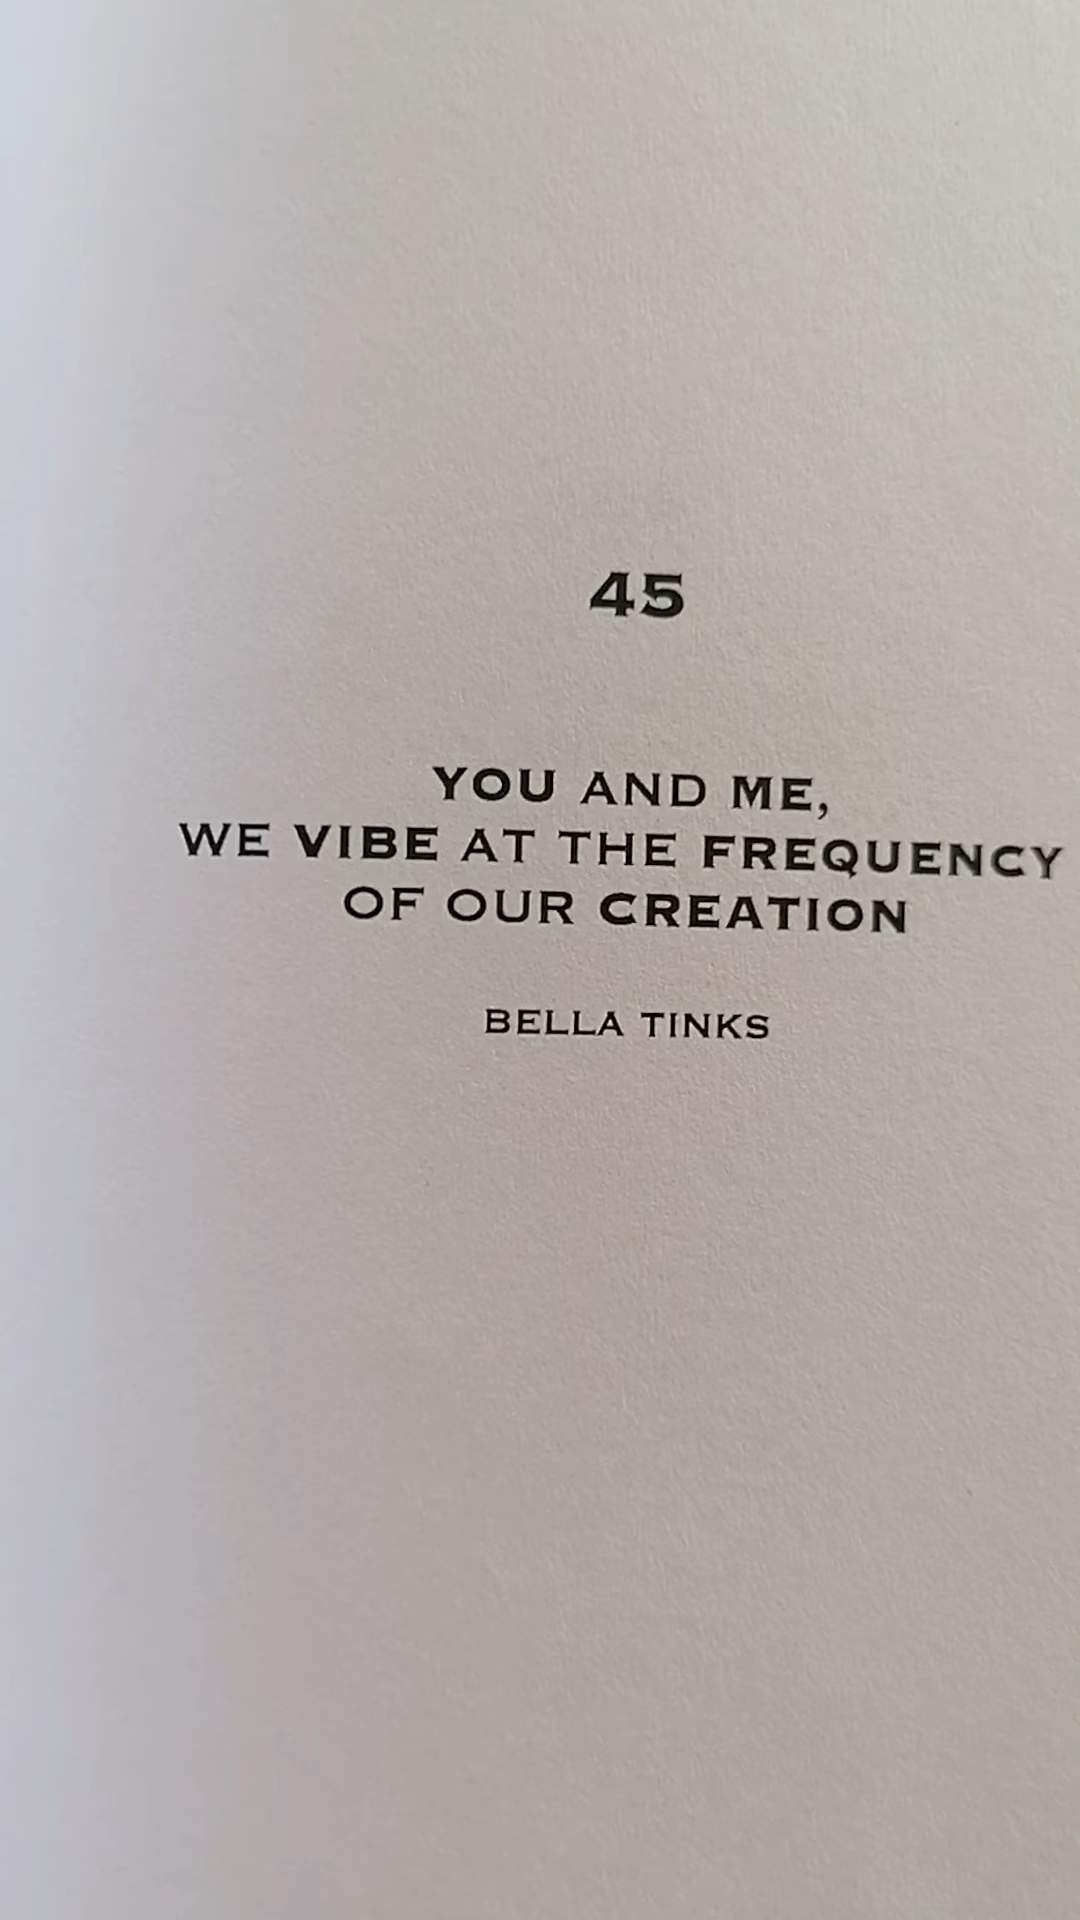 45
YOU AND ME,
WE VIBE AT THE FREQUENCY
OF OUR CREATION
BELLA TINKS